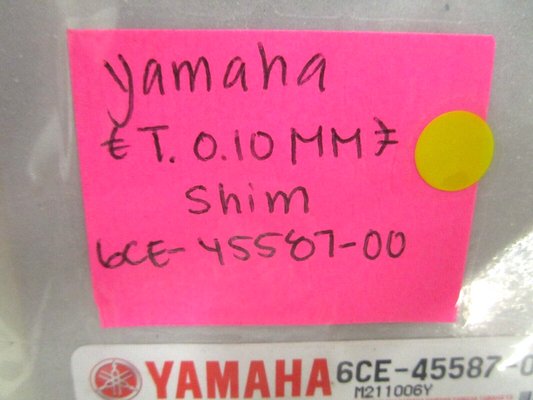 yamaha
{T. 0.10 MM}
Shim
6CE-45587-00
YAMAHA 6CE-45587-0
M211006Y